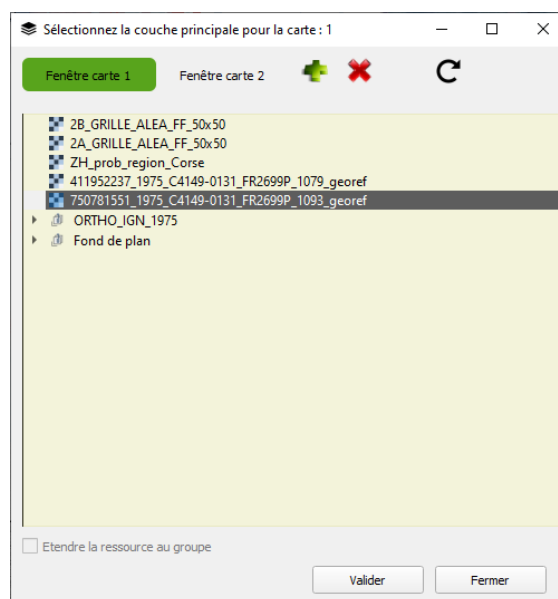 Sélectionnez la couche principale pour la carte : 1
Fenêtre carte 1
Fenêtre carte 2
2B_GRILLE_ALEA_FF_50x50
2A_GRILLE_ALEA_FF_50x50
ZH_prob_region_Corse
411952237_1975_C4149-0131_FR2699P_1079_georef
750781551_1975_C4149-0131_FR2699P_1093_georef
ORTHO_IGN_1975
Fond de plan
Etendre la ressource au groupe
Valider
Fermer